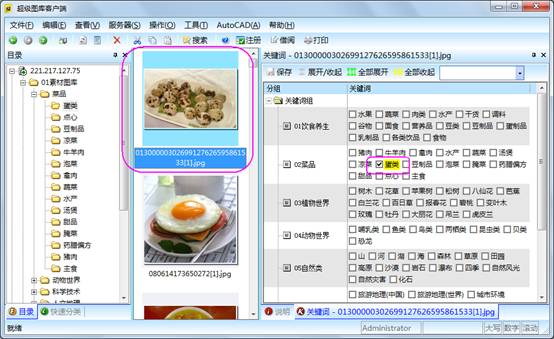 超级图库客户端
文件(F) 编辑(E) 查看(V) 服务器(S) 操作(O) 工具(T) AutoCAD(A) 帮助(H)
搜索 注册 借阅 打印
目录
221.217.127.75
01素材图库
菜品
蛋类
点心
豆制品
凉菜
牛羊肉
泡菜
禽肉
蔬菜
水产
汤煲
甜品
腌菜
药膳偏方
猪肉
主食
动物世界
科学技术
目录 快速分类
01300000302699127626595861533[1].jpg
080614173650272[1].jpg
关键词 - 01300000302699127626595861533[1].jpg
保存 展开/收起 全部展开 全部收起
分组 关键词
关键词组
01饮食养生
水果 蔬菜 肉类 水产 干货 调料
谷物 面食 营养品 豆类 豆制品 蛋制品
乳制品 各类饮品 食物
02菜品
猪肉 牛羊肉 禽肉 水产 蔬菜 汤煲
凉菜 蛋类 豆制品 泡菜 腌菜 药膳偏方
甜品 点心 主食
03植物世界
树木 花草 苹果树 松树 八仙花 芭蕉
白兰花 百日草 报春花 碧桃 变叶木
玫瑰 牡丹 大丽花 吊兰 虎皮兰
04动物世界
哺乳类 鱼类 鸟类 两栖类 昆虫类 贝类
恐龙
05自然类
山 河 湖 海 森林 草原 田园
高原 沙漠 岩石 瀑布 四季 自然风光
自然灾害 化石
旅游地理(中国) 旅游地理(世界) 城市环境
说明 关键词 - 01300000302699127626595861533[1].jpg
就绪 Administrator 大写 数字 滚动